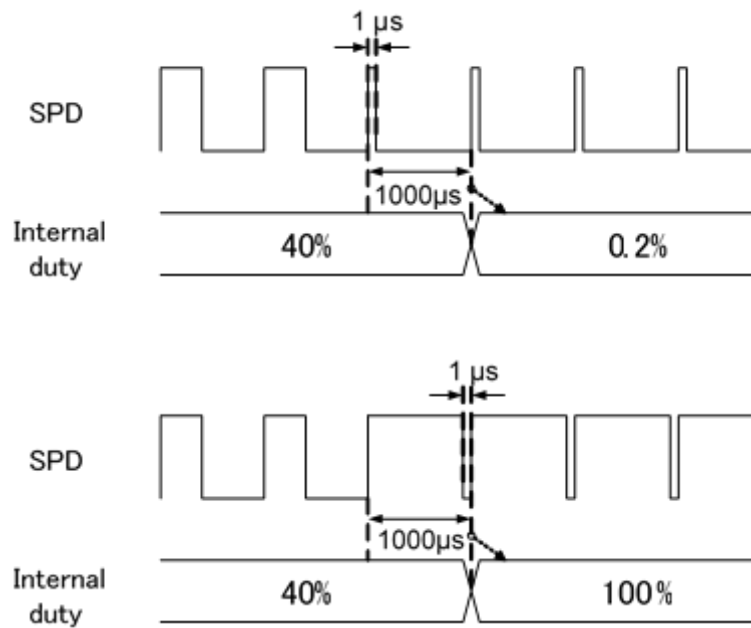 1 μs
SPD
1000μs
Internal
duty
40%
0.2%
1 μs
SPD
1000μs
Internal
duty
40%
100%